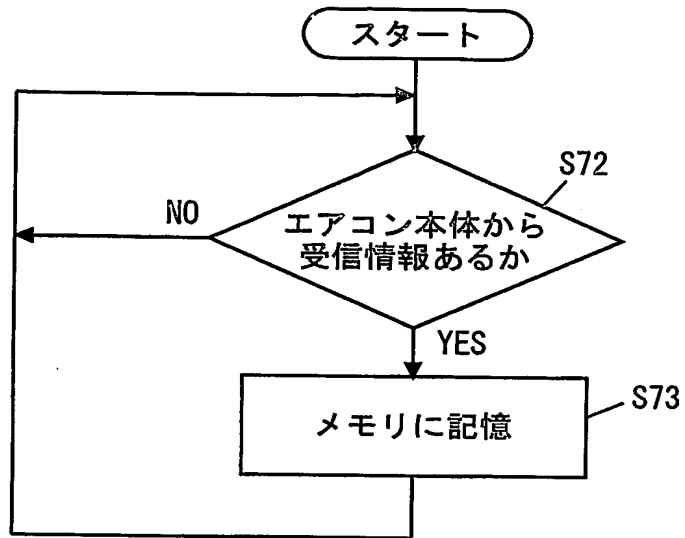 スタート
S72
NO
エアコン本体から
受信情報あるか
YES
S73
メモリに記憶